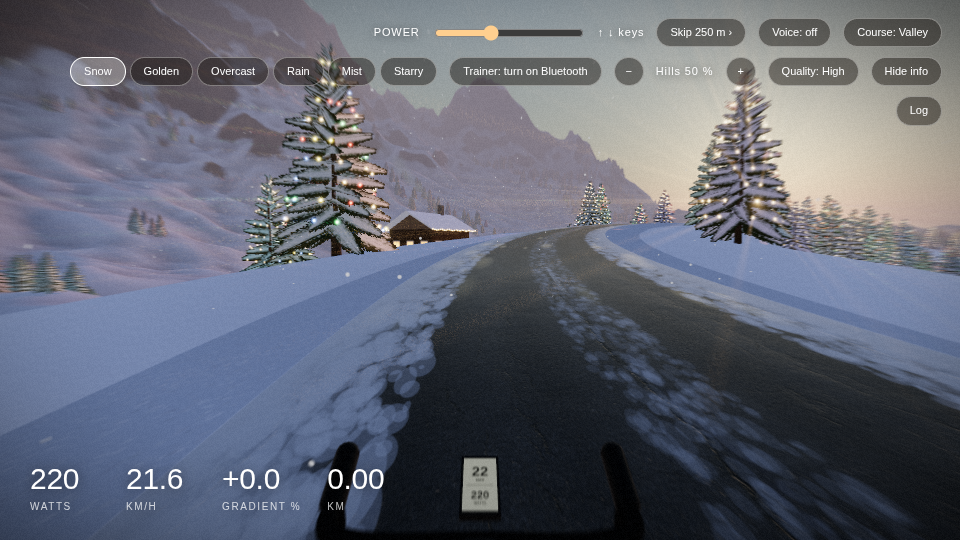 POWER ↑ ↓ keys Skip 250 m › Voice: off Course: Valley
Snow Golden Overcast Rain Mist Starry Trainer: turn on Bluetooth − Hills 50 % + Quality: High Hide info
Log
220 21.6 +0.0 0.00
WATTS KM/H GRADIENT % KM
22
220